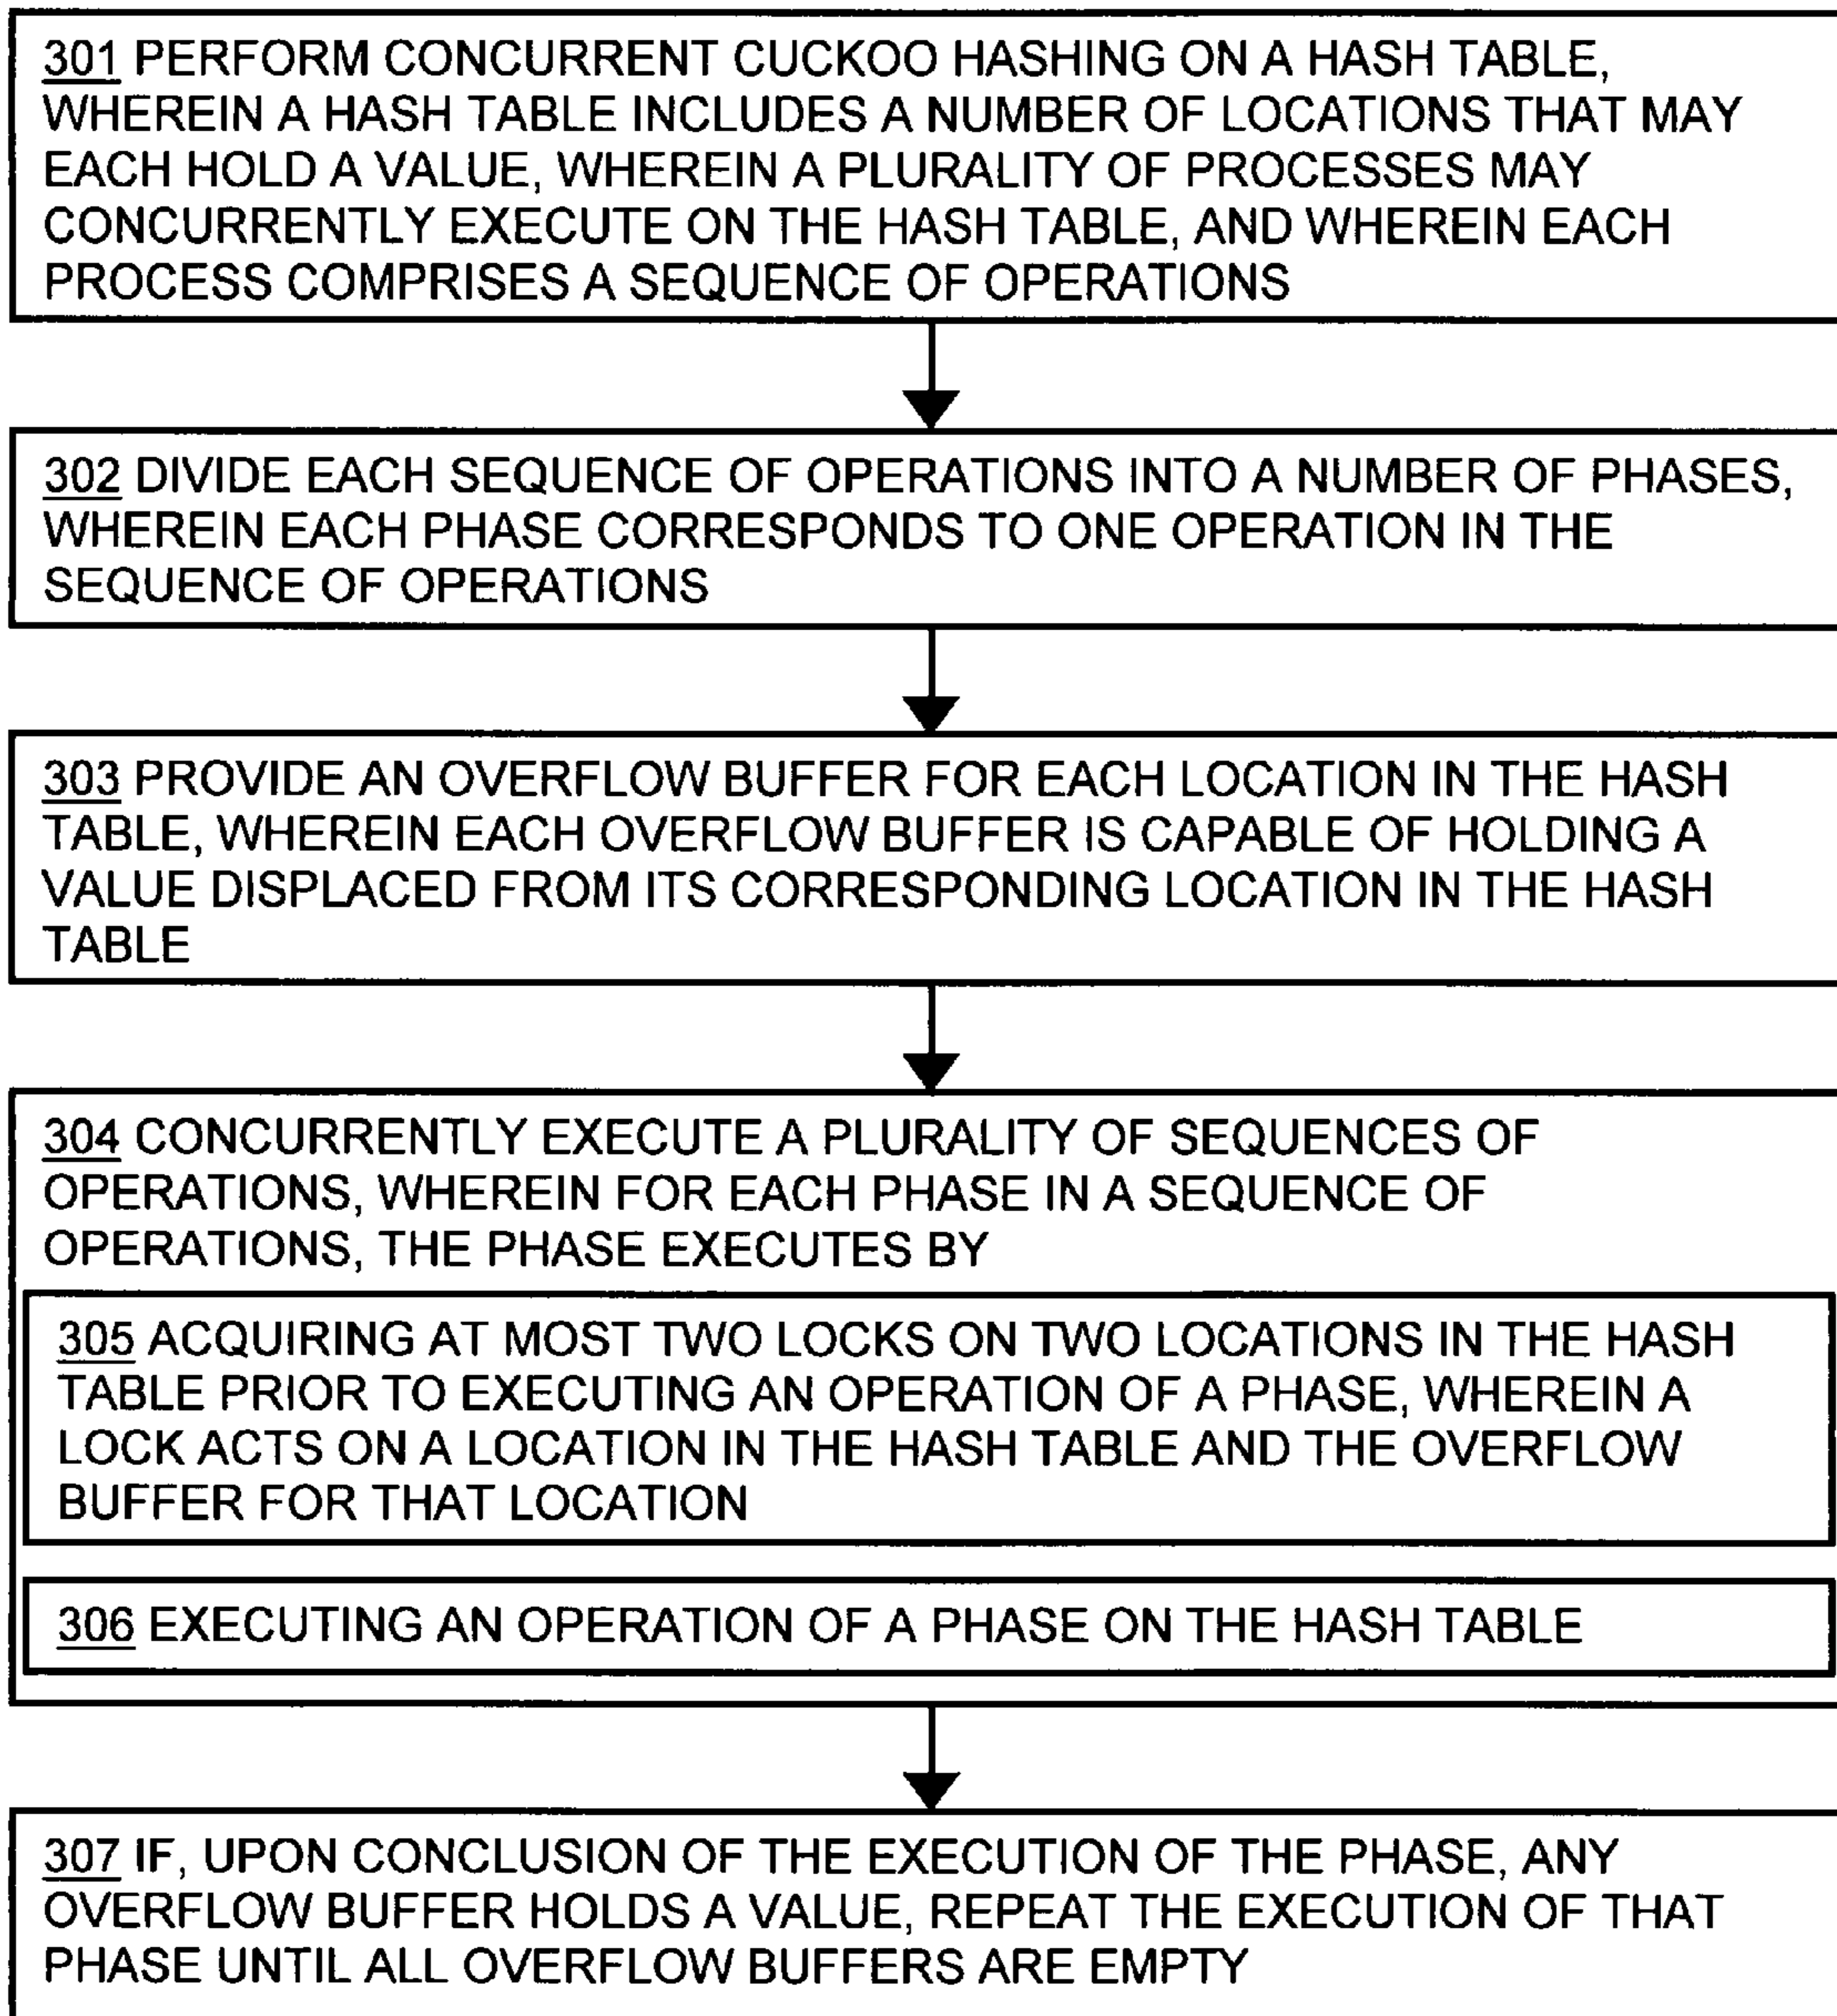 301 PERFORM CONCURRENT CUCKOO HASHING ON A HASH TABLE,
WHEREIN A HASH TABLE INCLUDES A NUMBER OF LOCATIONS THAT MAY
EACH HOLD A VALUE, WHEREIN A PLURALITY OF PROCESSES MAY
CONCURRENTLY EXECUTE ON THE HASH TABLE, AND WHEREIN EACH
PROCESS COMPRISES A SEQUENCE OF OPERATIONS
302 DIVIDE EACH SEQUENCE OF OPERATIONS INTO A NUMBER OF PHASES,
WHEREIN EACH PHASE CORRESPONDS TO ONE OPERATION IN THE
SEQUENCE OF OPERATIONS
303 PROVIDE AN OVERFLOW BUFFER FOR EACH LOCATION IN THE HASH
TABLE, WHEREIN EACH OVERFLOW BUFFER IS CAPABLE OF HOLDING A
VALUE DISPLACED FROM ITS CORRESPONDING LOCATION IN THE HASH
TABLE
304 CONCURRENTLY EXECUTE A PLURALITY OF SEQUENCES OF
OPERATIONS, WHEREIN FOR EACH PHASE IN A SEQUENCE OF
OPERATIONS, THE PHASE EXECUTES BY
305 ACQUIRING AT MOST TWO LOCKS ON TWO LOCATIONS IN THE HASH
TABLE PRIOR TO EXECUTING AN OPERATION OF A PHASE, WHEREIN A
LOCK ACTS ON A LOCATION IN THE HASH TABLE AND THE OVERFLOW
BUFFER FOR THAT LOCATION
306 EXECUTING AN OPERATION OF A PHASE ON THE HASH TABLE
307 IF, UPON CONCLUSION OF THE EXECUTION OF THE PHASE, ANY
OVERFLOW BUFFER HOLDS A VALUE, REPEAT THE EXECUTION OF THAT
PHASE UNTIL ALL OVERFLOW BUFFERS ARE EMPTY